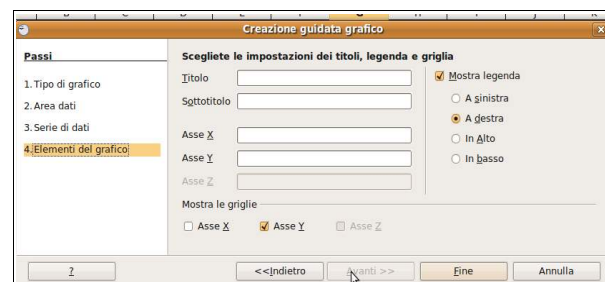 Creazione guidata grafico
Passi
Scegliete le impostazioni dei titoli, legenda e griglia
1.Tipo di grafico
2.Area dati
3.Serie di dati
4.Elementi del grafico
Titolo
Sottotitolo
Asse X
Asse Y
Asse Z
Mostra legenda
A sinistra
A destra
In Alto
In basso
Mostra le griglie
Asse X Asse Y Asse Z
? <<Indietro Avanti >> Fine Annulla